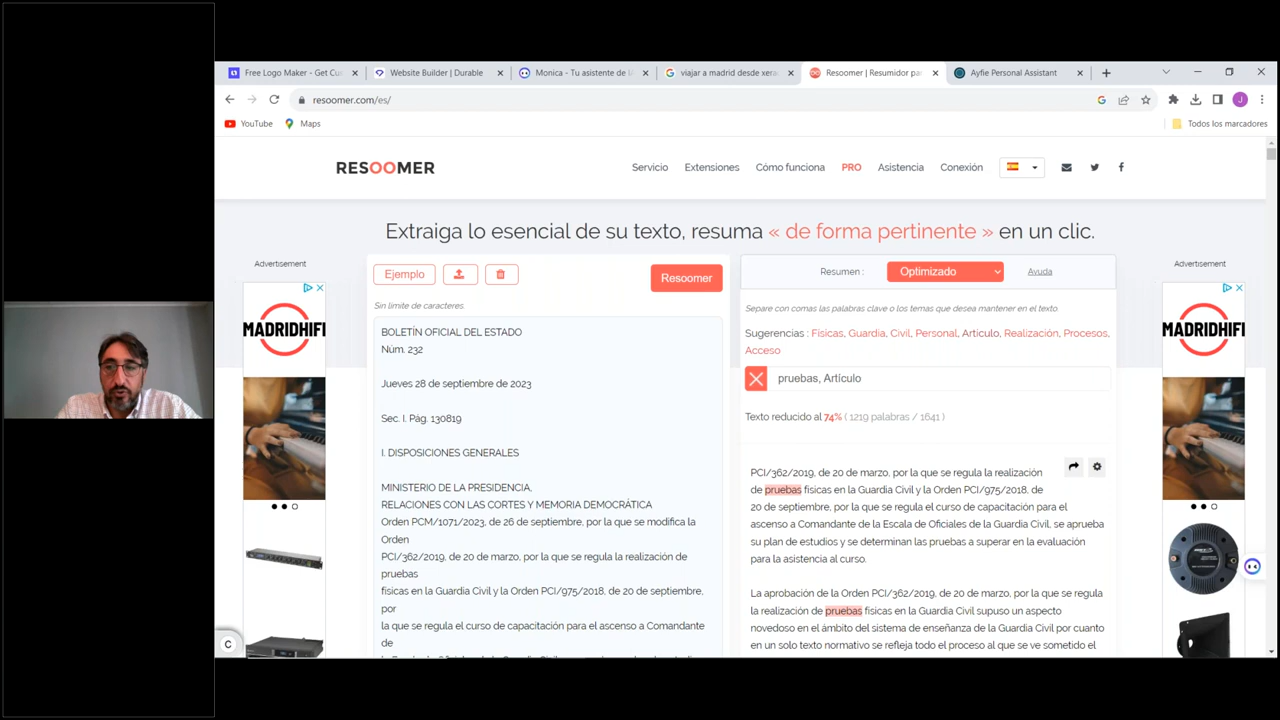 Free Logo Maker - Get Cu
Website Builder | Durable
Monica - Tu asistente de
viajar a madrid desde xera
Resoomer | Resumidor pa
Ayfie Personal Assistant
resoomer.com/es/
YouTube
Maps
Todos los marcadores
RESOOMER
Servicio
Extensiones
Cómo funciona
PRO
Asistencia
Conexión
Extraiga lo esencial de su texto, resuma « de forma pertinente » en un clic.
Advertisement
MADRIDHIFI
Ejemplo
Resoomer
Sin limite de caracteres.
BOLETÍN OFICIAL DEL ESTADO
Núm. 232
Jueves 28 de septiembre de 2023
Sec. I. Pág. 130819
I. DISPOSICIONES GENERALES
MINISTERIO DE LA PRESIDENCIA,
RELACIONES CON LAS CORTES Y MEMORIA DEMOCRÁTICA
Orden PCM/1071/2023, de 26 de septiembre, por la que se modifica la
Orden
PCI/362/2019, de 20 de marzo, por la que se regula la realización de
pruebas
físicas en la Guardia Civil y la Orden PCI/975/2018, de 20 de septiembre,
por
la que se regula el curso de capacitación para el ascenso a Comandante
de
Resumen :
Optimizado
Ayuda
Separe con comas las palabras clave o los temas que desea mantener en el texto.
Sugerencias : Físicas, Guardia, Civil, Personal, Articulo, Realización, Procesos,
Acceso
pruebas, Artículo
Texto reducido al 74% ( 1219 palabras / 1641 )
PCI/362/2019, de 20 de marzo, por la que se regula la realización
de pruebas físicas en la Guardia Civil y la Orden PCI/975/2018, de
20 de septiembre, por la que se regula el curso de capacitación para el
ascenso a Comandante de la Escala de Oficiales de la Guardia Civil, se aprueba
su plan de estudios y se determinan las pruebas a superar en la evaluación
para la asistencia al curso.
La aprobación de la Orden PCI/362/2019, de 20 de marzo, por la que se regula
la realización de pruebas físicas en la Guardia Civil supuso un aspecto
novedoso en el ámbito del sistema de enseñanza de la Guardia Civil por cuanto
en un solo texto normativo se refleja todo el proceso al que se ve sometido el
Advertisement
MADRIDHIFI
C